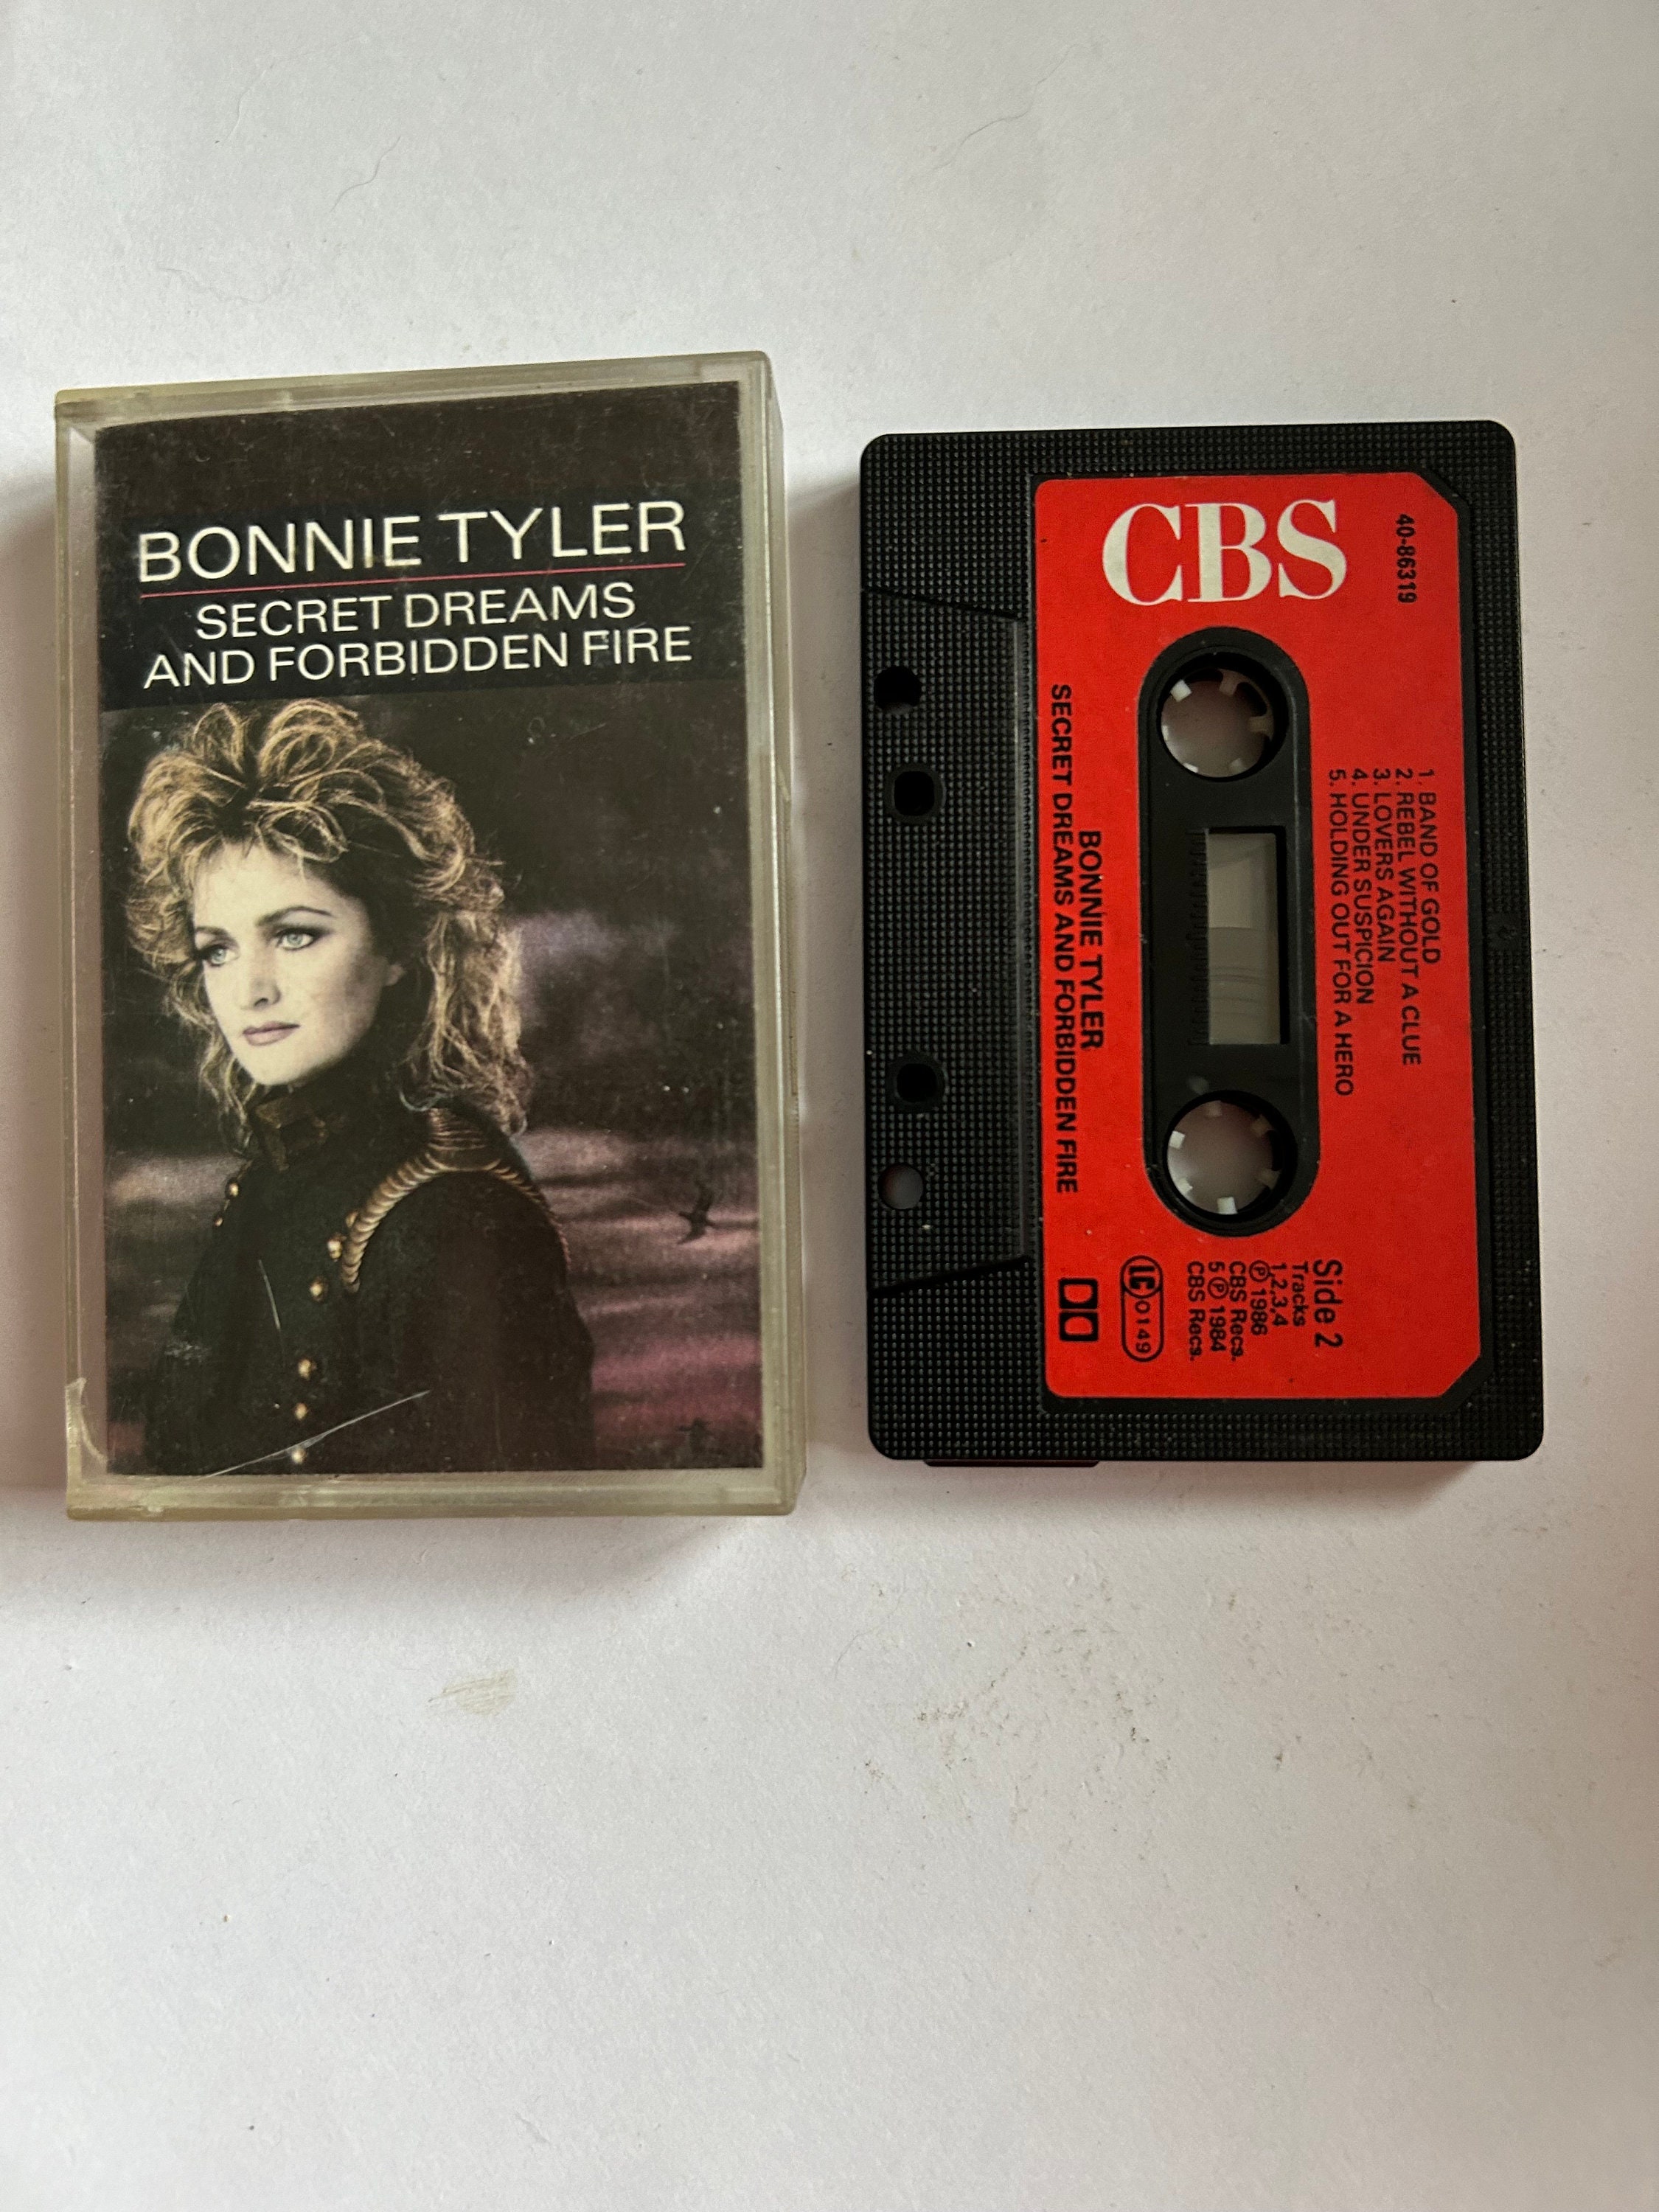 BONNIE TYLER
SECRET DREAMS
AND FORBIDDEN FIRE
CBS
40-86319
1. BAND OF GOLD
2. REBEL WITHOUT A CLUE
3. LOVERS AGAIN
4. UNDER SUSPICION
5. HOLDING OUT FOR A HERO
Side 2
Tracks
1,2,3,4
℗ 1986
CBS Recs.
5 ℗ 1984
CBS Recs.
LC 0149
BONNIE TYLER
SECRET DREAMS AND FORBIDDEN FIRE